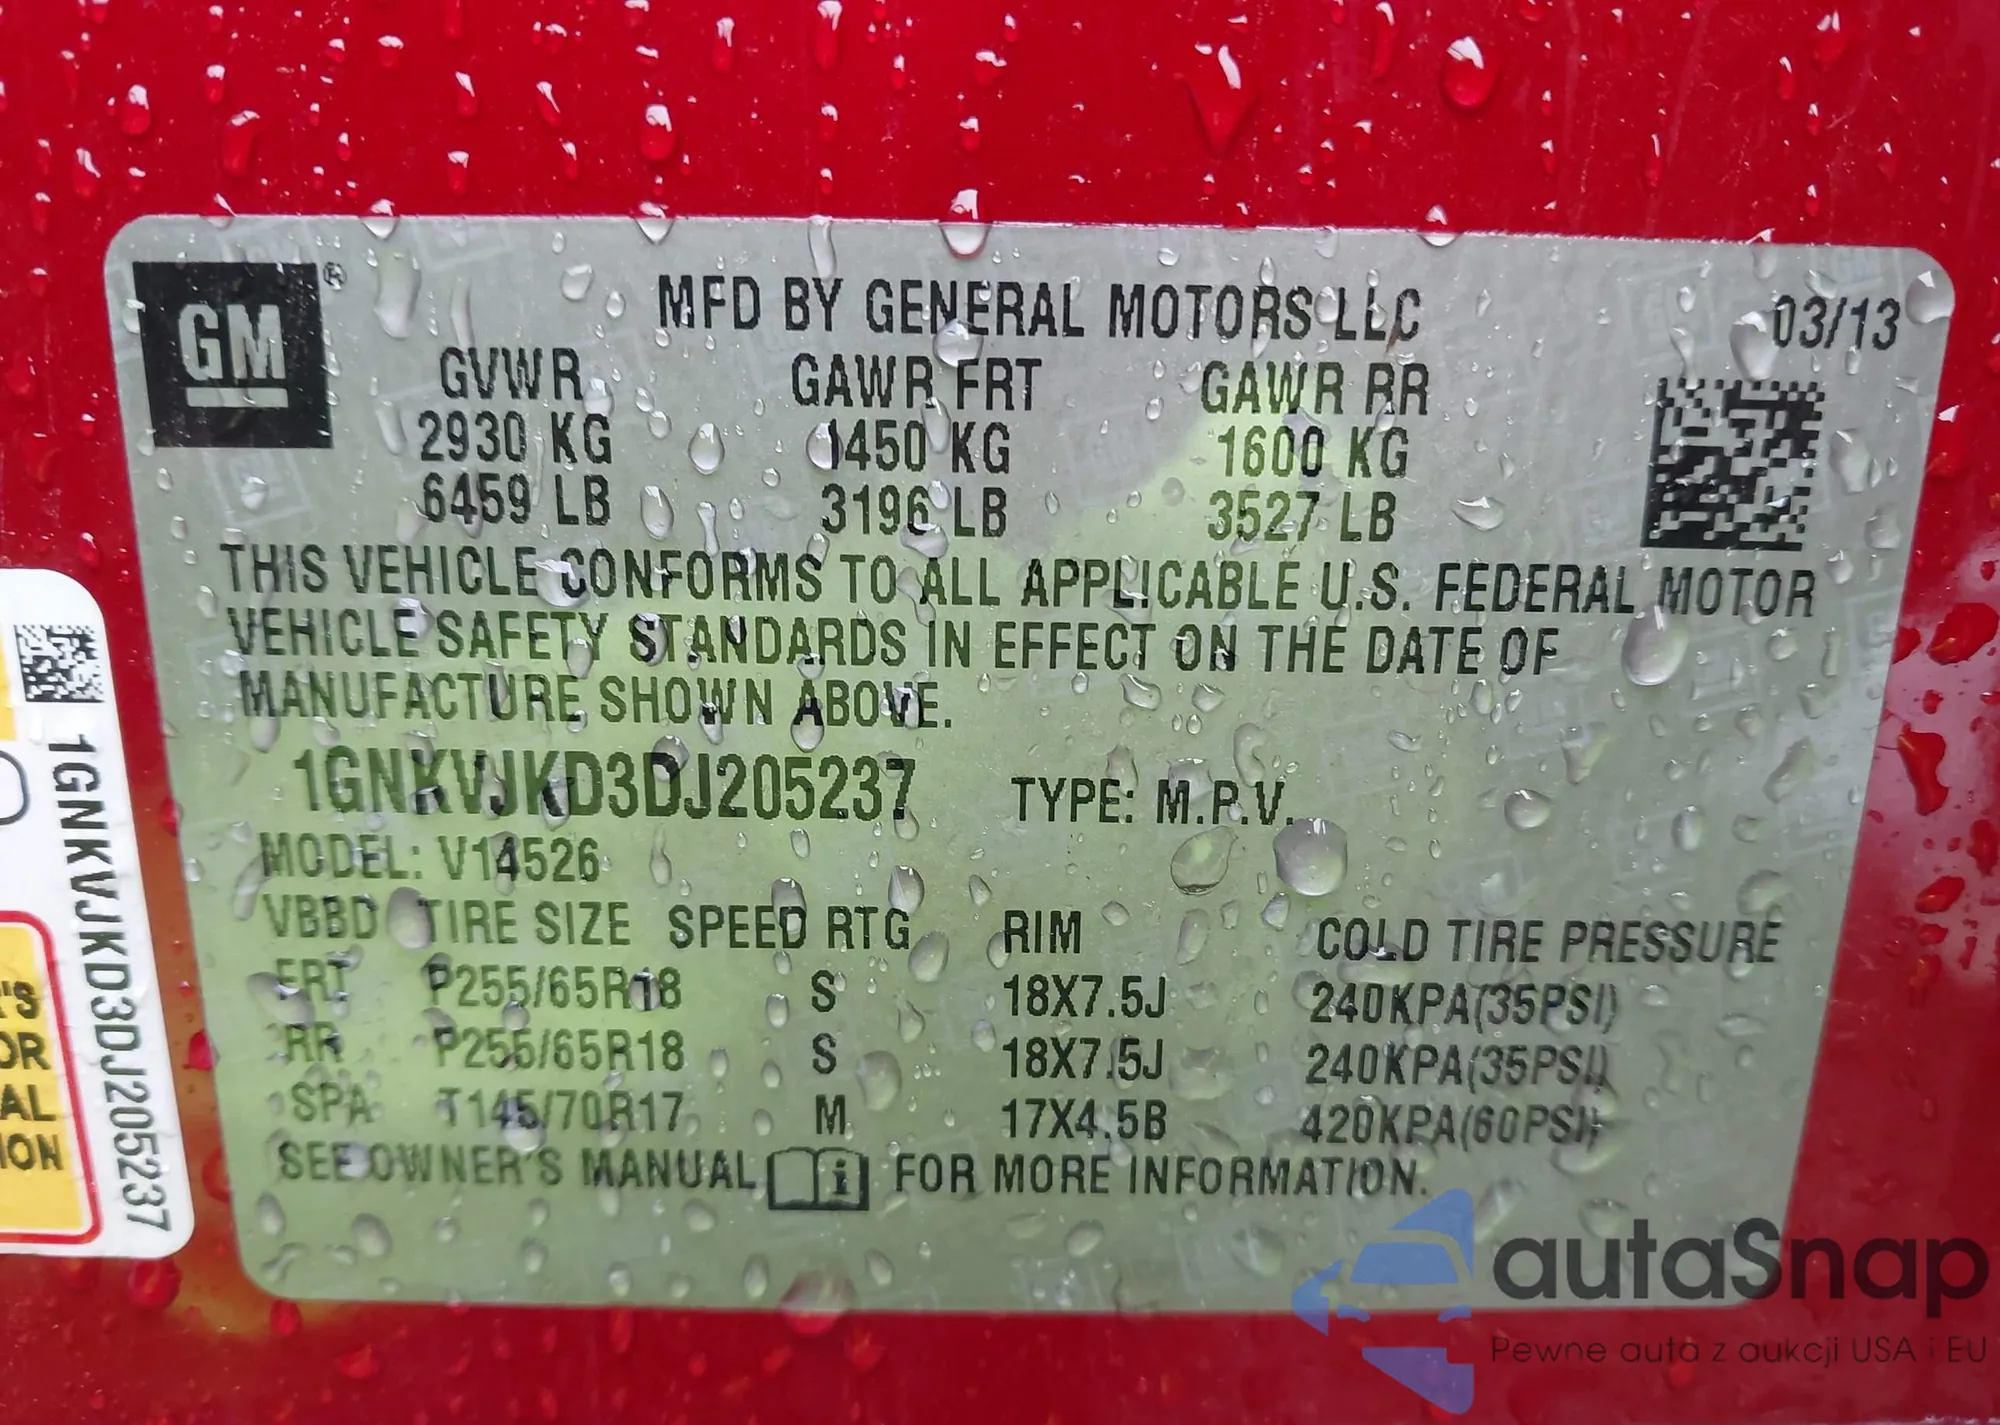 GM ®
MFD BY GENERAL MOTORS LLC 03/13
GVWR GAWR FRT GAWR RR
2930 KG 1450 KG 1600 KG
6459 LB 3196 LB 3527 LB
THIS VEHICLE CONFORMS TO ALL APPLICABLE U.S. FEDERAL MOTOR
VEHICLE SAFETY STANDARDS IN EFFECT ON THE DATE OF
MANUFACTURE SHOWN ABOVE.
1GNKVJKD3DJ205237 TYPE: M.P.V.
MODEL: V14526
VBBD TIRE SIZE SPEED RTG RIM COLD TIRE PRESSURE
FRT P255/65R18 S 18X7.5J 240KPA(35PSI)
RR P255/65R18 S 18X7.5J 240KPA(35PSI)
SPA T145/70R17 M 17X4.5B 420KPA(60PSI)
SEE OWNER'S MANUAL i FOR MORE INFORMATION.
1GNKVJKD3DJ205237
'S
OR
AL
ION
autaSnap
Pewne auta z aukcji USA i EU